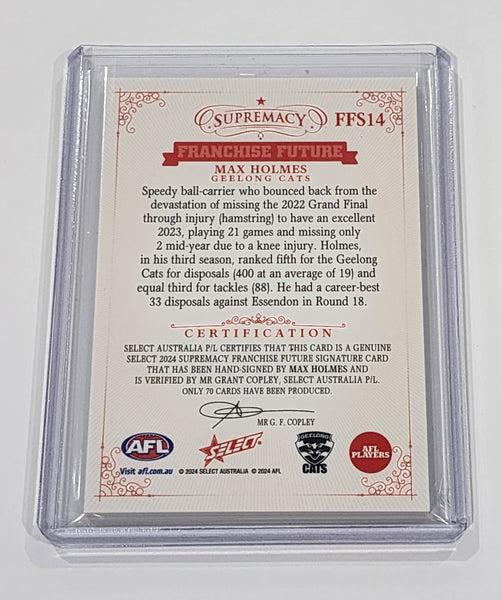 SUPREMACY FFS14
FRANCHISE FUTURE
MAX HOLMES
GEELONG CATS
Speedy ball-carrier who bounced back from the
devastation of missing the 2022 Grand Final
through injury (hamstring) to have an excellent
2023, playing 21 games and missing only
2 mid-year due to a knee injury. Holmes,
in his third season, ranked fifth for the Geelong
Cats for disposals (400 at an average of 19) and
equal third for tackles (88). He had a career-best
33 disposals against Essendon in Round 18.
CERTIFICATION
SELECT AUSTRALIA P/L CERTIFIES THAT THIS CARD IS A GENUINE
SELECT 2024 SUPREMACY FRANCHISE FUTURE SIGNATURE CARD
THAT HAS BEEN HAND-SIGNED BY MAX HOLMES AND
IS VERIFIED BY MR GRANT COPLEY, SELECT AUSTRALIA P/L.
ONLY 70 CARDS HAVE BEEN PRODUCED.
MR G. F. COPLEY
AFL SELECT GEELONG CATS AFL PLAYERS
Visit afl.com.au © 2024 SELECT AUSTRALIA © 2024 AFL